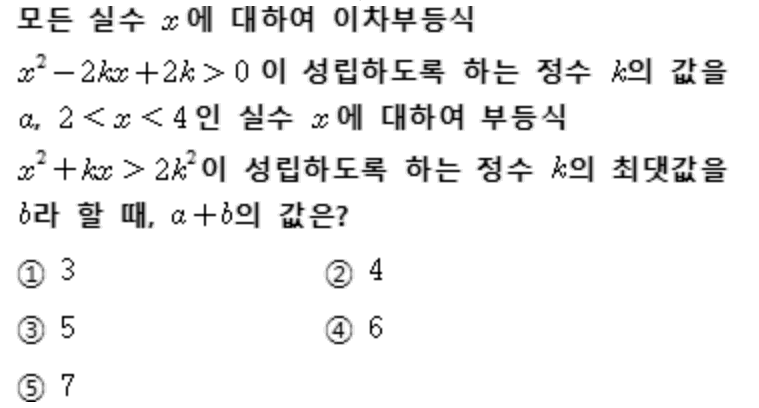 모든 실수 x에 대하여 이차부등식
x²-2kx+2k>0 이 성립하도록 하는 정수 k의 값을
a, 2<x<4인 실수 x에 대하여 부등식
x²+kx>2k²이 성립하도록 하는 정수 k의 최댓값을
b라 할 때, a+b의 값은?
① 3 ② 4
③ 5 ④ 6
⑤ 7